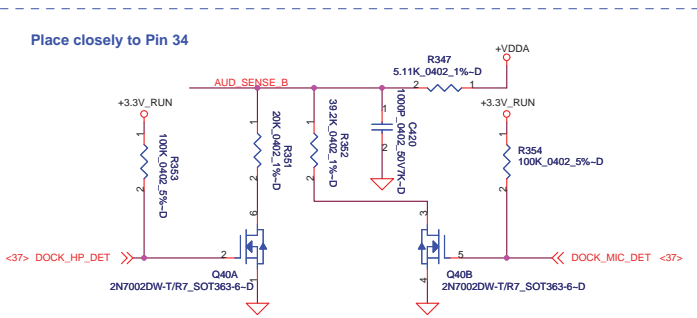 Place closely to Pin 34
+VDDA
R347
5.11K_0402_1%~D
2
1
AUD_SENSE_B
+3.3V_RUN
+3.3V_RUN
1
2
R353
100K_0402_5%~D
1
2
R351
20K_0402_1%~D
1
2
R352
39.2K_0402_1%~D
1
2
C420
1000P_0402_50V7K~D
1
2
R354
100K_0402_5%~D
6
3
<37> DOCK_HP_DET
2
5
DOCK_MIC_DET <37>
1
4
Q40A
2N7002DW-T/R7_SOT363-6~D
Q40B
2N7002DW-T/R7_SOT363-6~D